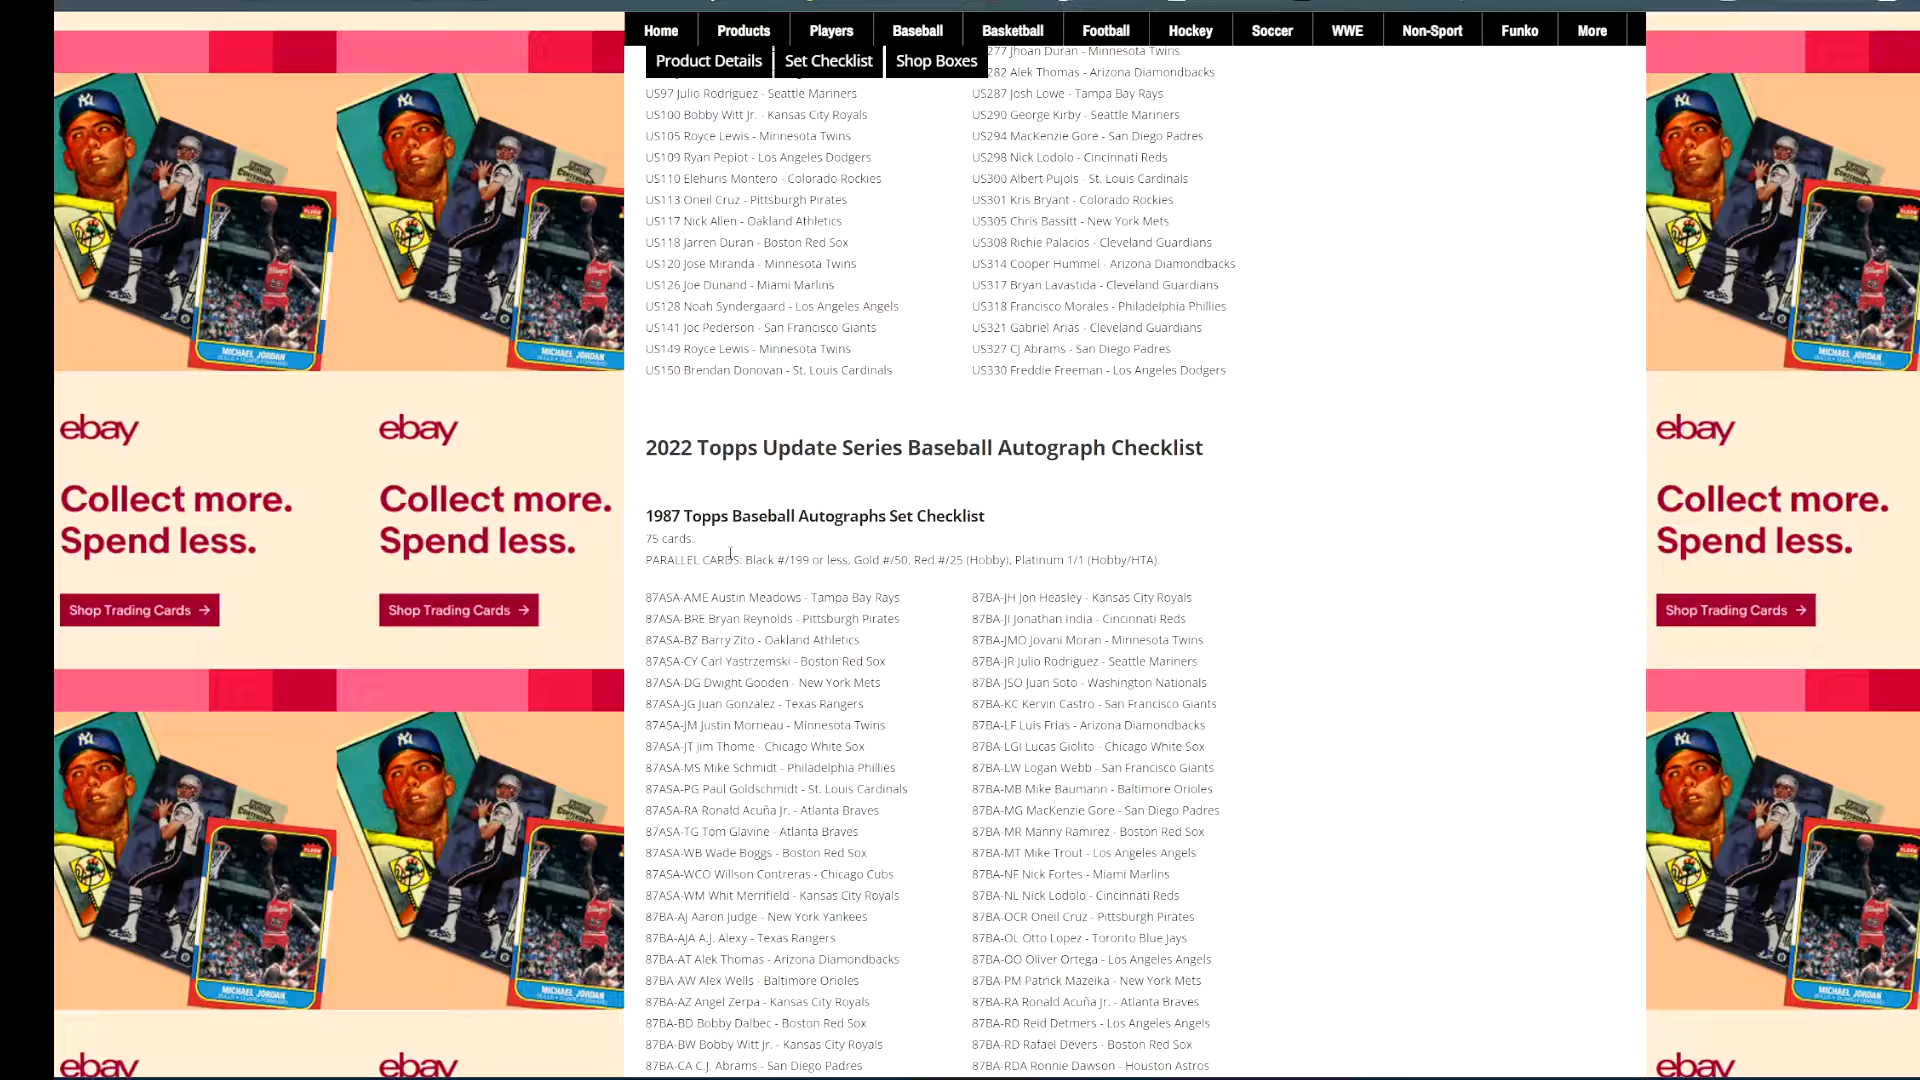 Home
Products
Players
Baseball
Basketball
Football
Hockey
Soccer
WWE
Non-Sport
Funko
More
Product Details
Set Checklist
Shop Boxes
277 Jhoan Duran - Minnesota Twins
282 Alek Thomas - Arizona Diamondbacks
US97 Julio Rodriguez - Seattle Mariners
US100 Bobby Witt Jr. - Kansas City Royals
US105 Royce Lewis - Minnesota Twins
US109 Ryan Pepiot - Los Angeles Dodgers
US110 Elehuris Montero - Colorado Rockies
US113 Oneil Cruz - Pittsburgh Pirates
US117 Nick Allen - Oakland Athletics
US118 Jarren Duran - Boston Red Sox
US120 Jose Miranda - Minnesota Twins
US126 Joe Dunand - Miami Marlins
US128 Noah Syndergaard - Los Angeles Angels
US141 Joc Pederson - San Francisco Giants
US149 Royce Lewis - Minnesota Twins
US150 Brendan Donovan - St. Louis Cardinals
US287 Josh Lowe - Tampa Bay Rays
US290 George Kirby - Seattle Mariners
US294 MacKenzie Gore - San Diego Padres
US298 Nick Lodolo - Cincinnati Reds
US300 Albert Pujols - St. Louis Cardinals
US301 Kris Bryant - Colorado Rockies
US305 Chris Bassitt - New York Mets
US308 Richie Palacios - Cleveland Guardians
US314 Cooper Hummel - Arizona Diamondbacks
US317 Bryan Lavastida - Cleveland Guardians
US318 Francisco Morales - Philadelphia Phillies
US321 Gabriel Arias - Cleveland Guardians
US327 CJ Abrams - San Diego Padres
US330 Freddie Freeman - Los Angeles Dodgers
2022 Topps Update Series Baseball Autograph Checklist
1987 Topps Baseball Autographs Set Checklist
75 cards.
PARALLEL CARDS: Black #/199 or less, Gold #/50, Red #/25 (Hobby), Platinum 1/1 (Hobby/HTA).
87ASA-AME Austin Meadows - Tampa Bay Rays
87ASA-BRE Bryan Reynolds - Pittsburgh Pirates
87ASA-BZ Barry Zito - Oakland Athletics
87ASA-CY Carl Yastrzemski - Boston Red Sox
87ASA-DG Dwight Gooden - New York Mets
87ASA-JG Juan Gonzalez - Texas Rangers
87ASA-JM Justin Morneau - Minnesota Twins
87ASA-JT Jim Thome - Chicago White Sox
87ASA-MS Mike Schmidt - Philadelphia Phillies
87ASA-PG Paul Goldschmidt - St. Louis Cardinals
87ASA-RA Ronald Acuña Jr. - Atlanta Braves
87ASA-TG Tom Glavine - Atlanta Braves
87ASA-WB Wade Boggs - Boston Red Sox
87ASA-WCO Willson Contreras - Chicago Cubs
87ASA-WM Whit Merrifield - Kansas City Royals
87BA-AJ Aaron Judge - New York Yankees
87BA-AJA A.J. Alexy - Texas Rangers
87BA-AT Alek Thomas - Arizona Diamondbacks
87BA-AW Alex Wells - Baltimore Orioles
87BA-AZ Angel Zerpa - Kansas City Royals
87BA-BD Bobby Dalbec - Boston Red Sox
87BA-BW Bobby Witt Jr. - Kansas City Royals
87BA-CA C.J. Abrams - San Diego Padres
87BA-JH Jon Heasley - Kansas City Royals
87BA-JI Jonathan India - Cincinnati Reds
87BA-JMO Jovani Moran - Minnesota Twins
87BA-JR Julio Rodriguez - Seattle Mariners
87BA-JSO Juan Soto - Washington Nationals
87BA-KC Kervin Castro - San Francisco Giants
87BA-LF Luis Frias - Arizona Diamondbacks
87BA-LGI Lucas Giolito - Chicago White Sox
87BA-LW Logan Webb - San Francisco Giants
87BA-MB Mike Baumann - Baltimore Orioles
87BA-MG MacKenzie Gore - San Diego Padres
87BA-MR Manny Ramirez - Boston Red Sox
87BA-MT Mike Trout - Los Angeles Angels
87BA-NF Nick Fortes - Miami Marlins
87BA-NL Nick Lodolo - Cincinnati Reds
87BA-OCR Oneil Cruz - Pittsburgh Pirates
87BA-OL Otto Lopez - Toronto Blue Jays
87BA-OO Oliver Ortega - Los Angeles Angels
87BA-PM Patrick Mazeika - New York Mets
87BA-RA Ronald Acuña Jr. - Atlanta Braves
87BA-RD Reid Detmers - Los Angeles Angels
87BA-RD Rafael Devers - Boston Red Sox
87BA-RDA Ronnie Dawson - Houston Astros
MICHAEL JORDAN
MICHAEL JORDAN
ebay
ebay
Collect more.
Spend less.
Collect more.
Spend less.
Shop Trading Cards →
Shop Trading Cards →
MICHAEL JORDAN
MICHAEL JORDAN
ebay
ebay
MICHAEL JORDAN
ebay
Collect more.
Spend less.
Shop Trading Cards →
MICHAEL JORDAN
ebay